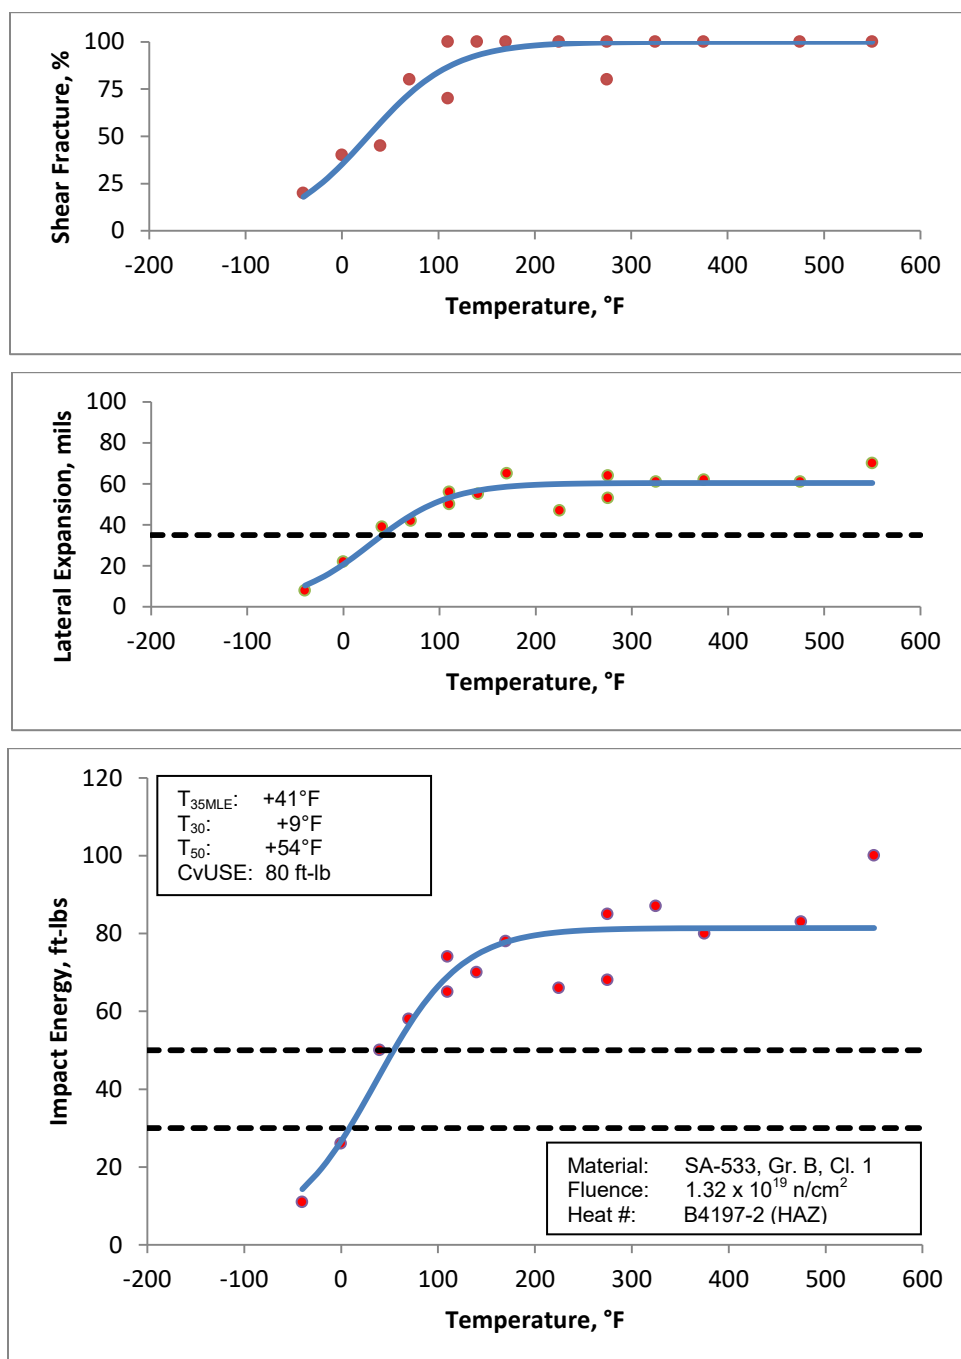 Shear Fracture, %
100
75
50
25
0
-200 -100 0 100 200 300 400 500 600
Temperature, °F
Lateral Expansion, mils
100
80
60
40
20
0
-200 -100 0 100 200 300 400 500 600
Temperature, °F
Impact Energy, ft-lbs
120
100
80
60
40
20
0
T35MLE: +41°F
T30: +9°F
T50: +54°F
CvUSE: 80 ft-lb
Material: SA-533, Gr. B, Cl. 1
Fluence: 1.32 x 10^19 n/cm^2
Heat #: B4197-2 (HAZ)
-200 -100 0 100 200 300 400 500 600
Temperature, °F